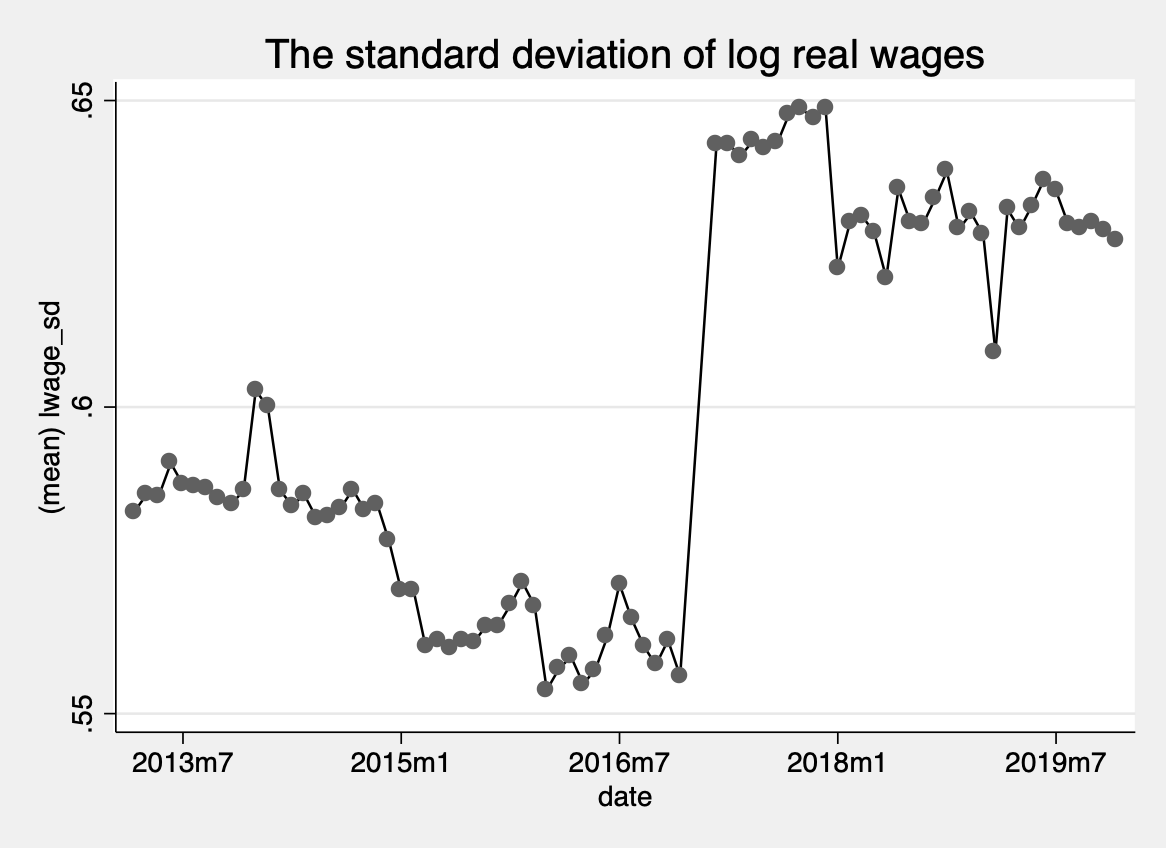 The standard deviation of log real wages
.65
.6
.55
(mean) lwage_sd
2013m7 2015m1 2016m7 2018m1 2019m7
date